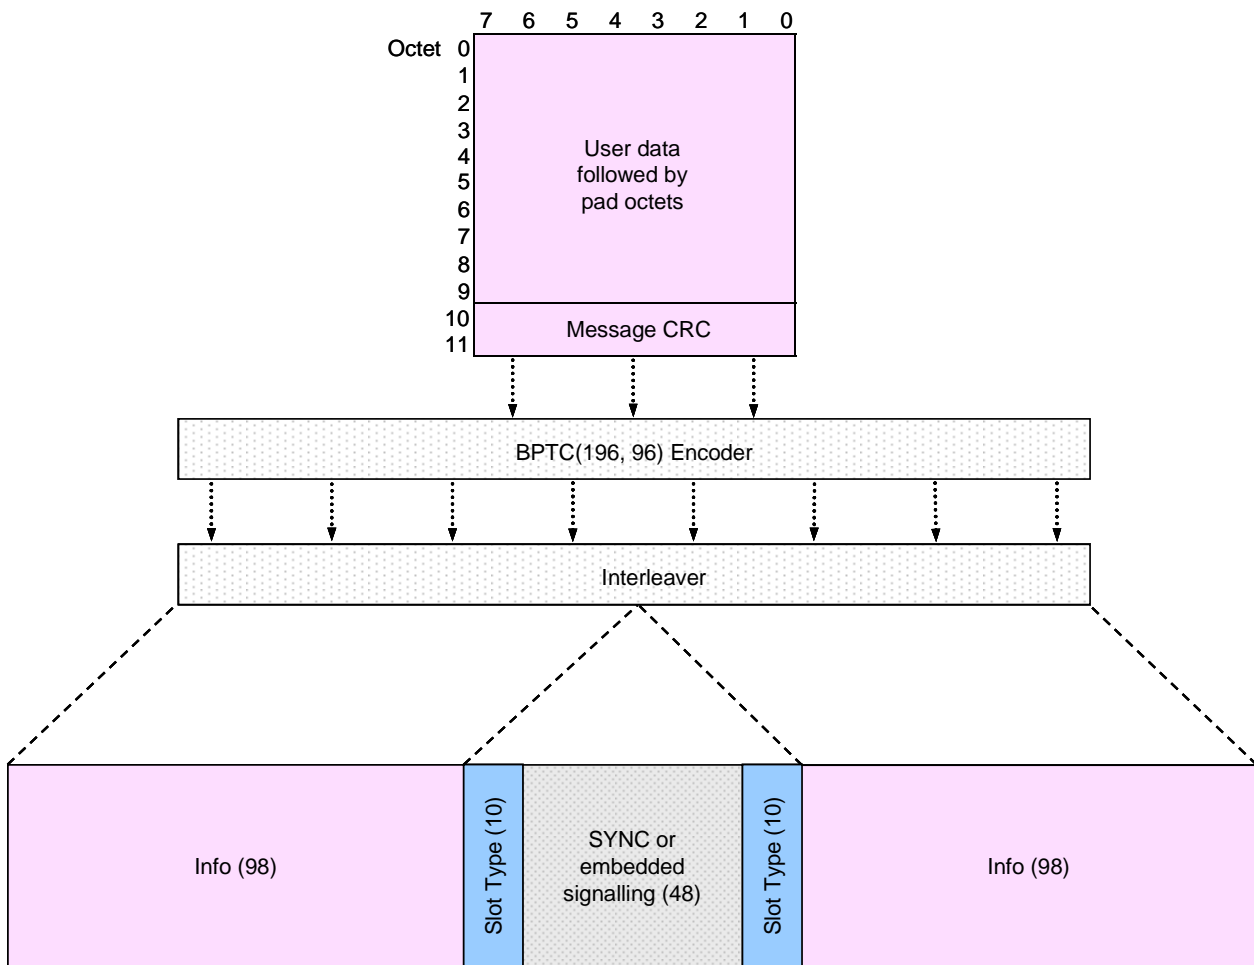 7 6 5 4 3 2 1 0
Octet 0
1
2
3
4
5
6
7
8
9
10
11
User data
followed by
pad octets
Message CRC
BPTC(196, 96) Encoder
Interleaver
Info (98)
Slot Type (10)
SYNC or
embedded
signalling (48)
Slot Type (10)
Info (98)